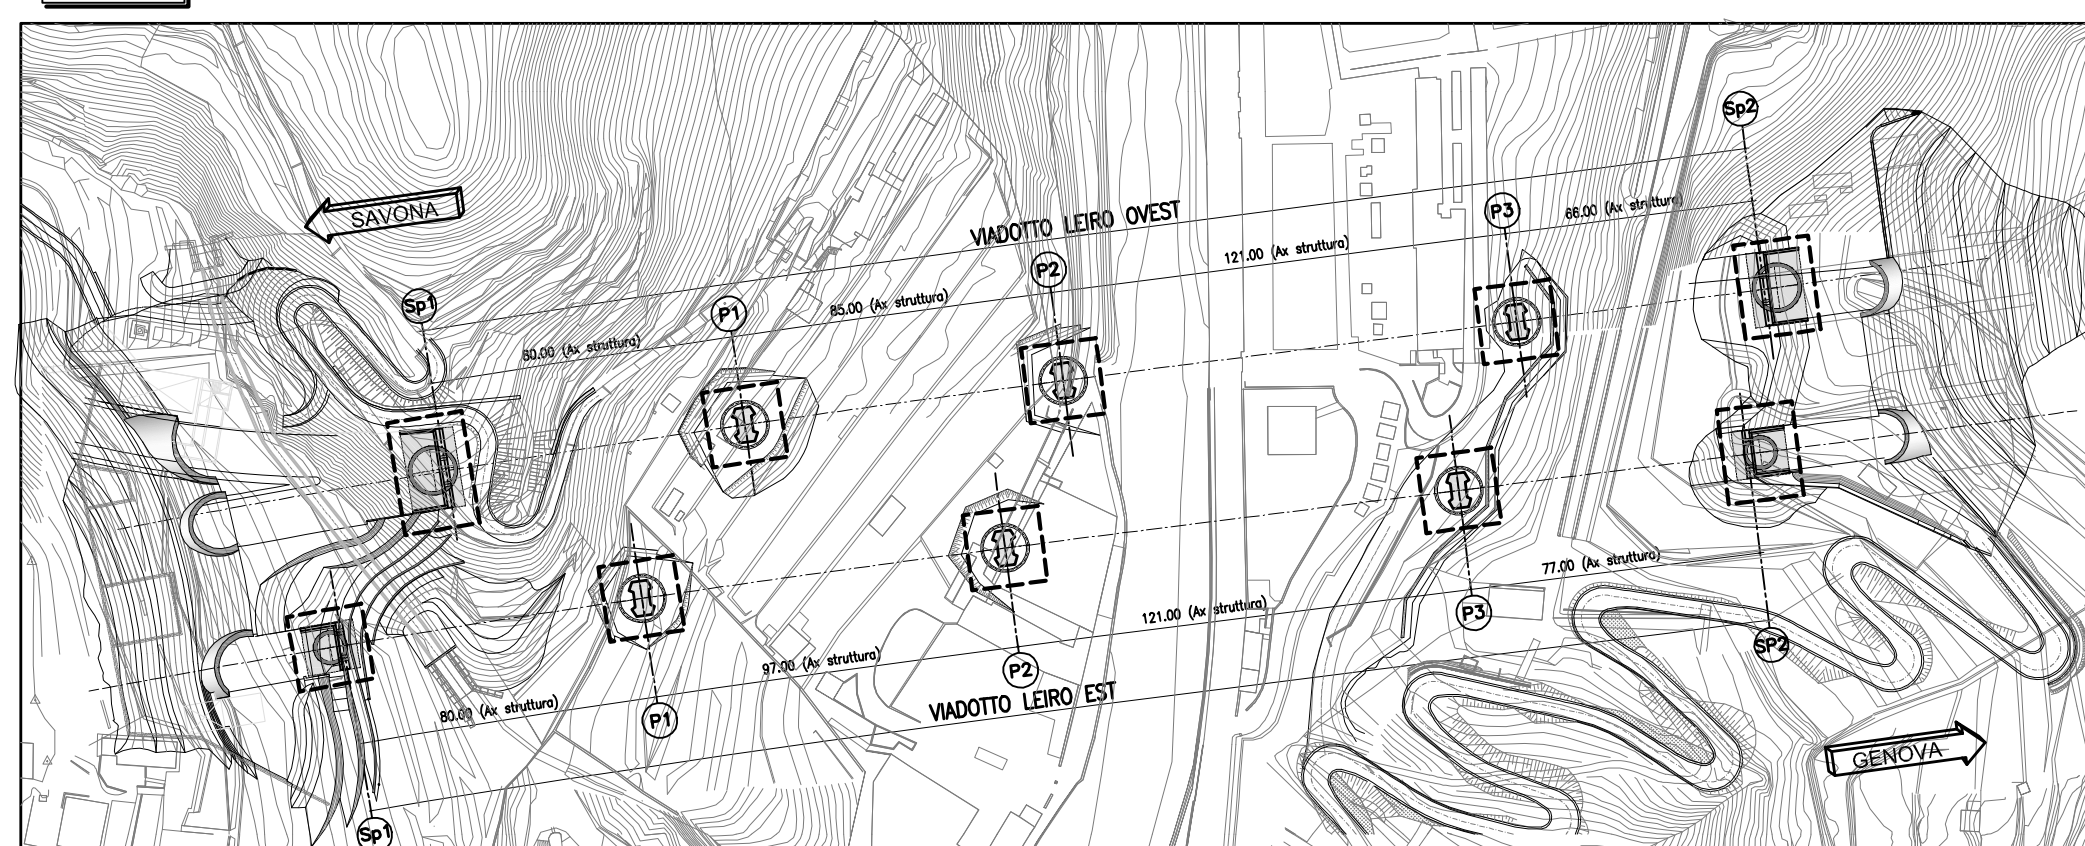 Sp2
SAVONA
VIADOTTO LEIRO OVEST
P3
66.00 (Ax struttura)
121.00 (Ax struttura)
P2
Sp1
P1
85.00 (Ax struttura)
80.00 (Ax struttura)
77.00 (Ax struttura)
121.00 (Ax struttura)
P3
SP2
97.00 (Ax struttura)
P2
VIADOTTO LEIRO EST
80.00 (Ax struttura)
P1
GENOVA
Sp1